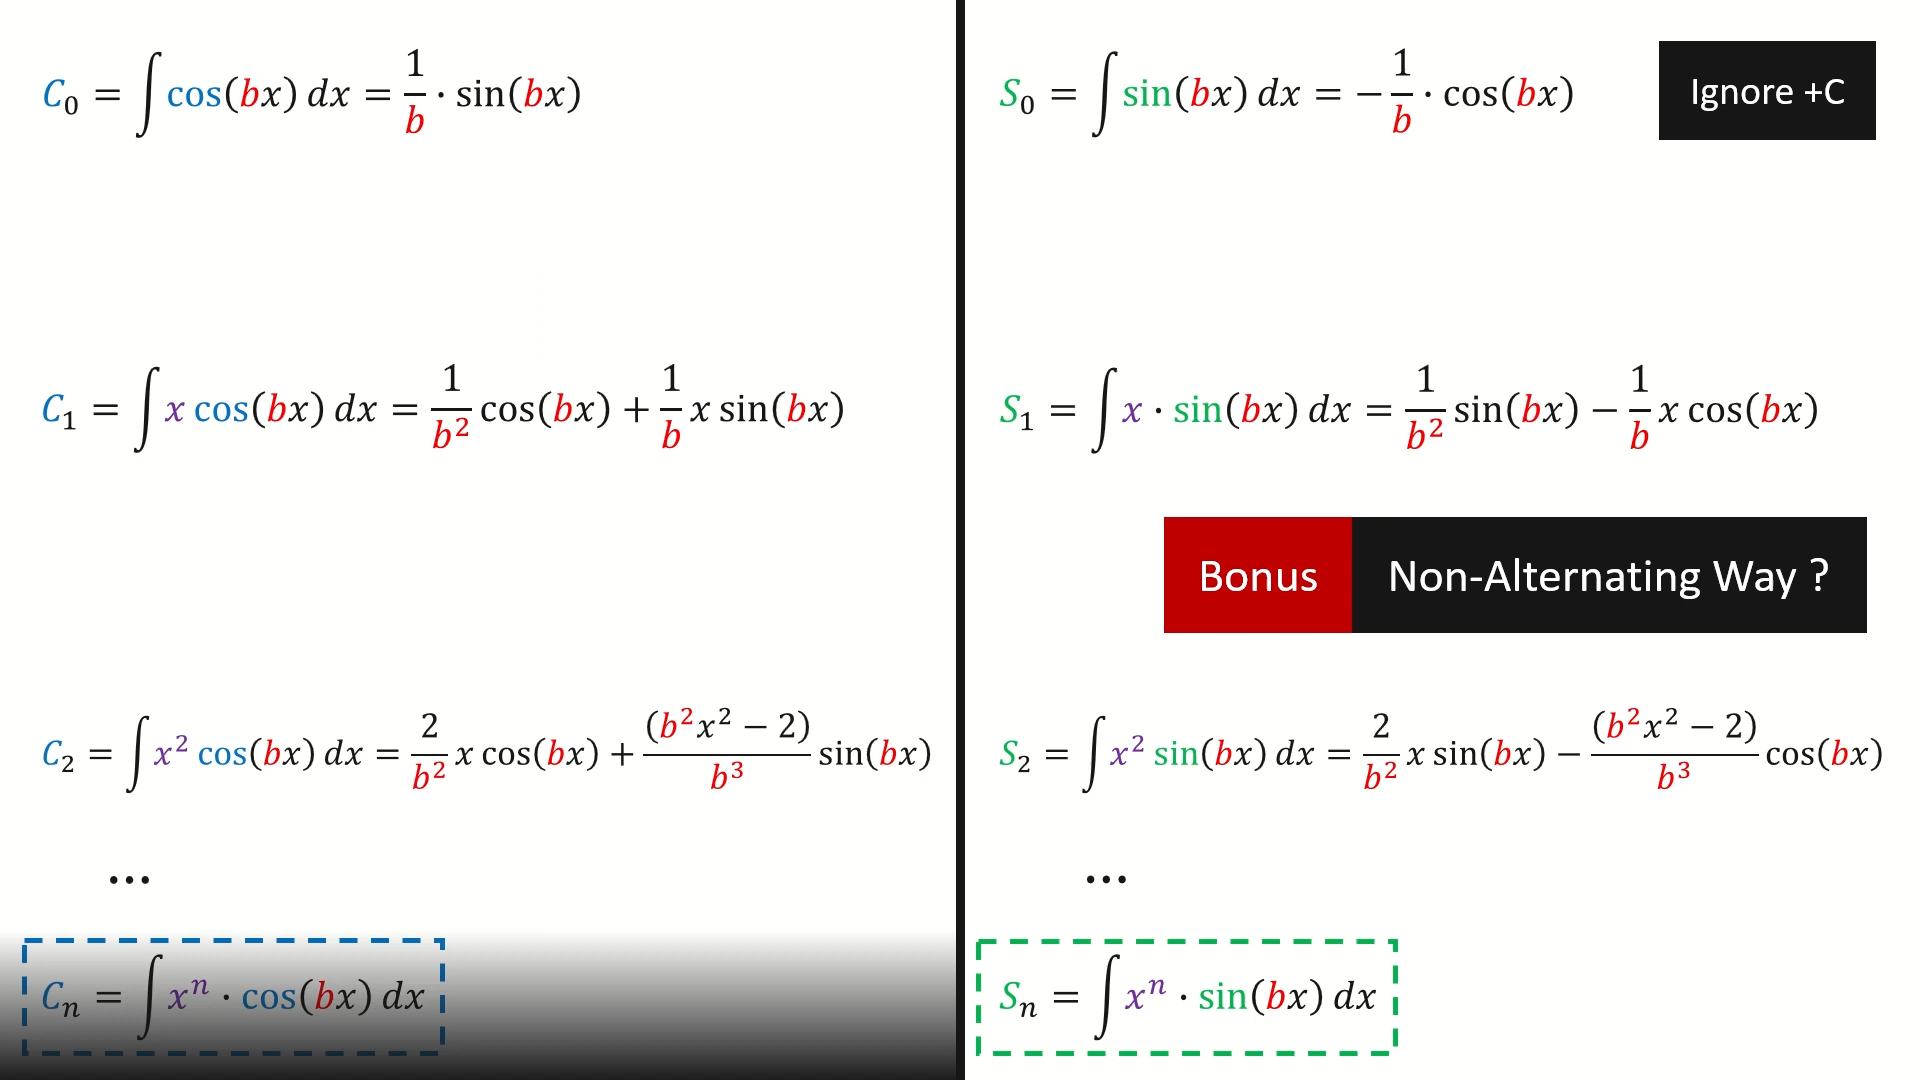 C₀ = ∫ cos(bx) dx = 1/b · sin(bx)
C₁ = ∫ x cos(bx) dx = 1/b² cos(bx) + 1/b x sin(bx)
C₂ = ∫ x² cos(bx) dx = 2/b² x cos(bx) + (b²x² − 2)/b³ sin(bx)
...
Cₙ = ∫ xⁿ · cos(bx) dx
S₀ = ∫ sin(bx) dx = − 1/b · cos(bx)
Ignore +C
S₁ = ∫ x · sin(bx) dx = 1/b² sin(bx) − 1/b x cos(bx)
Bonus Non-Alternating Way ?
S₂ = ∫ x² sin(bx) dx = 2/b² x sin(bx) − (b²x² − 2)/b³ cos(bx)
...
Sₙ = ∫ xⁿ · sin(bx) dx